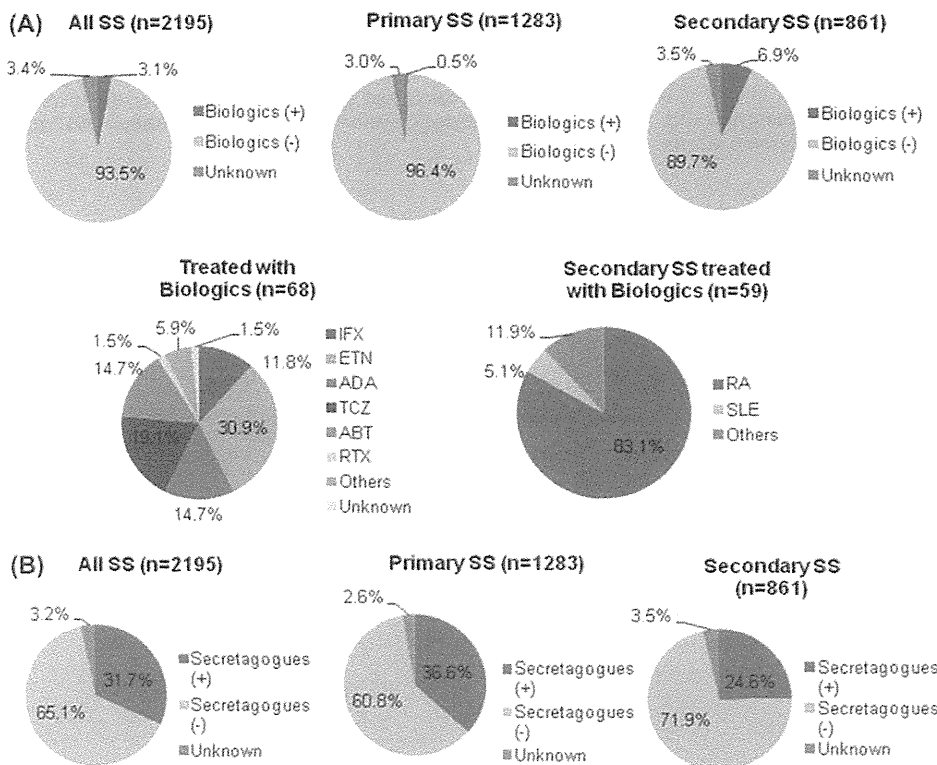 (A)
All SS (n=2195)
3.4%
3.1%
93.5%
Biologics (+)
Biologics (-)
Unknown
Primary SS (n=1283)
3.0%
0.5%
96.4%
Biologics (+)
Biologics (-)
Unknown
Secondary SS
(n=861)
3.5%
6.9%
89.7%
Biologics (+)
Biologics (-)
Unknown
Treated with
Biologics (n=68)
1.5%
5.9%
1.5%
14.7%
11.8%
19.1%
30.9%
14.7%
IFX
ETN
ADA
TCZ
ABT
RTX
Others
Unknown
Secondary SS treated
with Biologics (n=59)
11.9%
5.1%
83.1%
RA
SLE
Others
(B)
All SS (n=2195)
3.2%
31.7%
65.1%
Secretagogues
(+)
Secretagogues
(-)
Unknown
Primary SS (n=1283)
2.6%
36.6%
60.8%
Secretagogues
(+)
Secretagogues
(-)
Unknown
Secondary SS
(n=861)
3.5%
24.6%
71.9%
Secretagogues
(+)
Secretagogues
(-)
Unknown